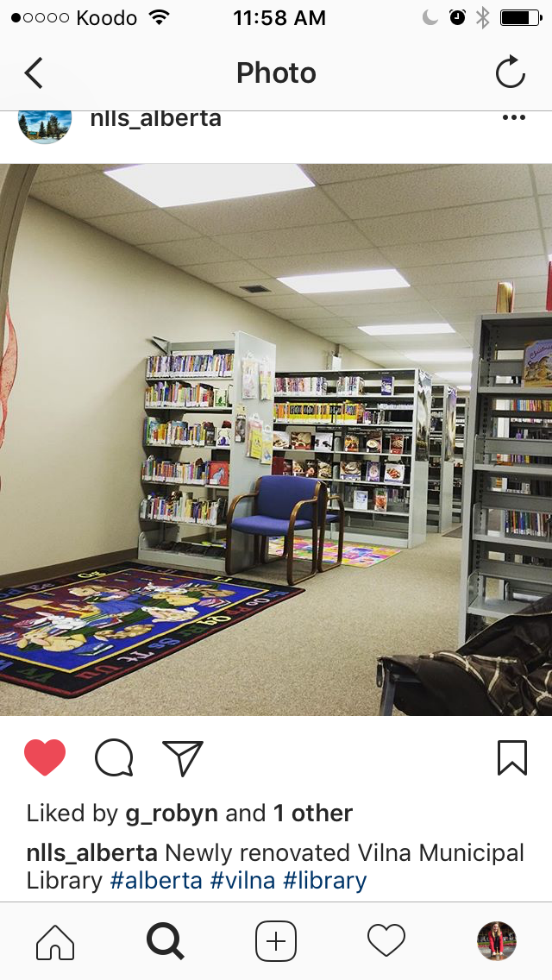 Koodo 11:58 AM
Photo
nlls_alberta
Liked by g_robyn and 1 other
nlls_alberta Newly renovated Vilna Municipal
Library #alberta #vilna #library